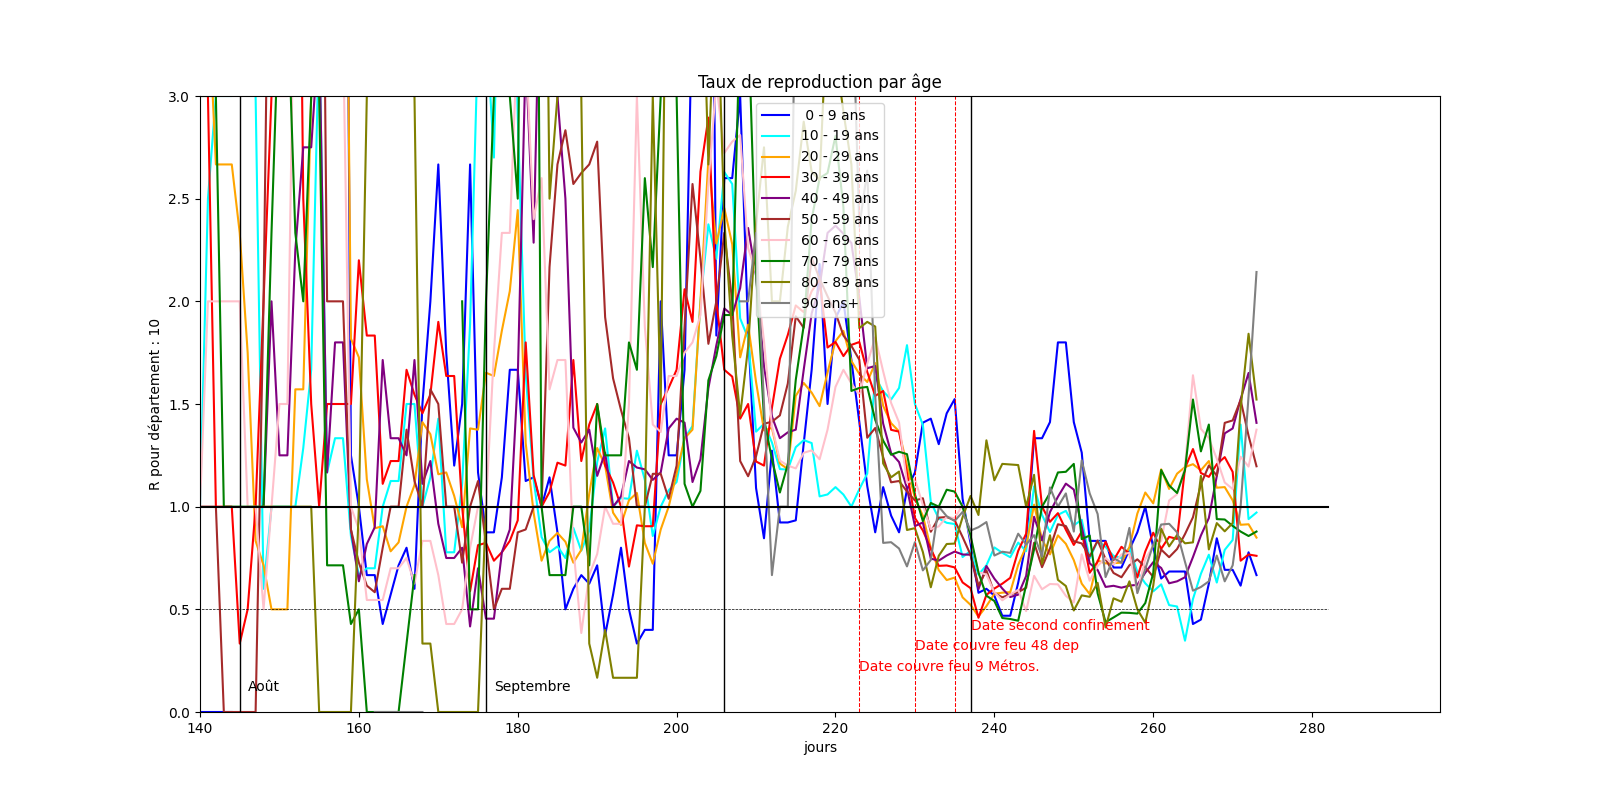 Taux de reproduction par âge
R pour département : 10
3.0
2.5
2.0
1.5
1.0
0.5
0.0
0 - 9 ans
10 - 19 ans
20 - 29 ans
30 - 39 ans
40 - 49 ans
50 - 59 ans
60 - 69 ans
70 - 79 ans
80 - 89 ans
90 ans+
Date second confinement
Date couvre feu 48 dep
Date couvre feu 9 Métros.
Août
Septembre
140
160
180
200
220
240
260
280
jours